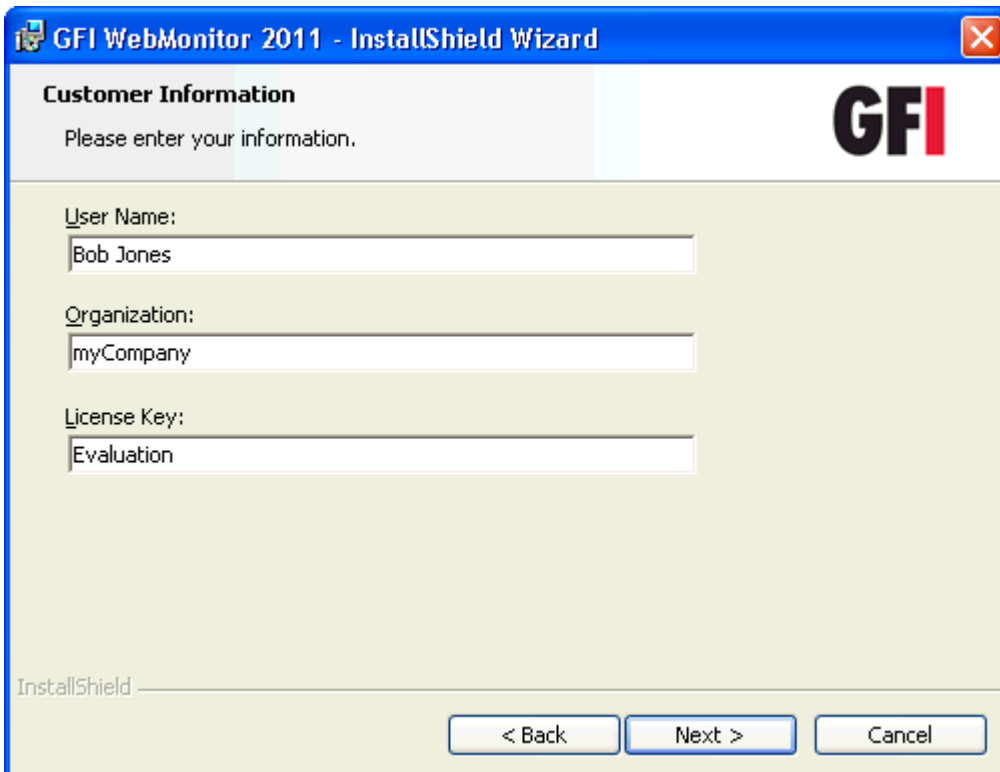 GFI WebMonitor 2011 - InstallShield Wizard
Customer Information
Please enter your information.
GFI
User Name:
Bob Jones
Organization:
myCompany
License Key:
Evaluation
InstallShield
< Back Next > Cancel